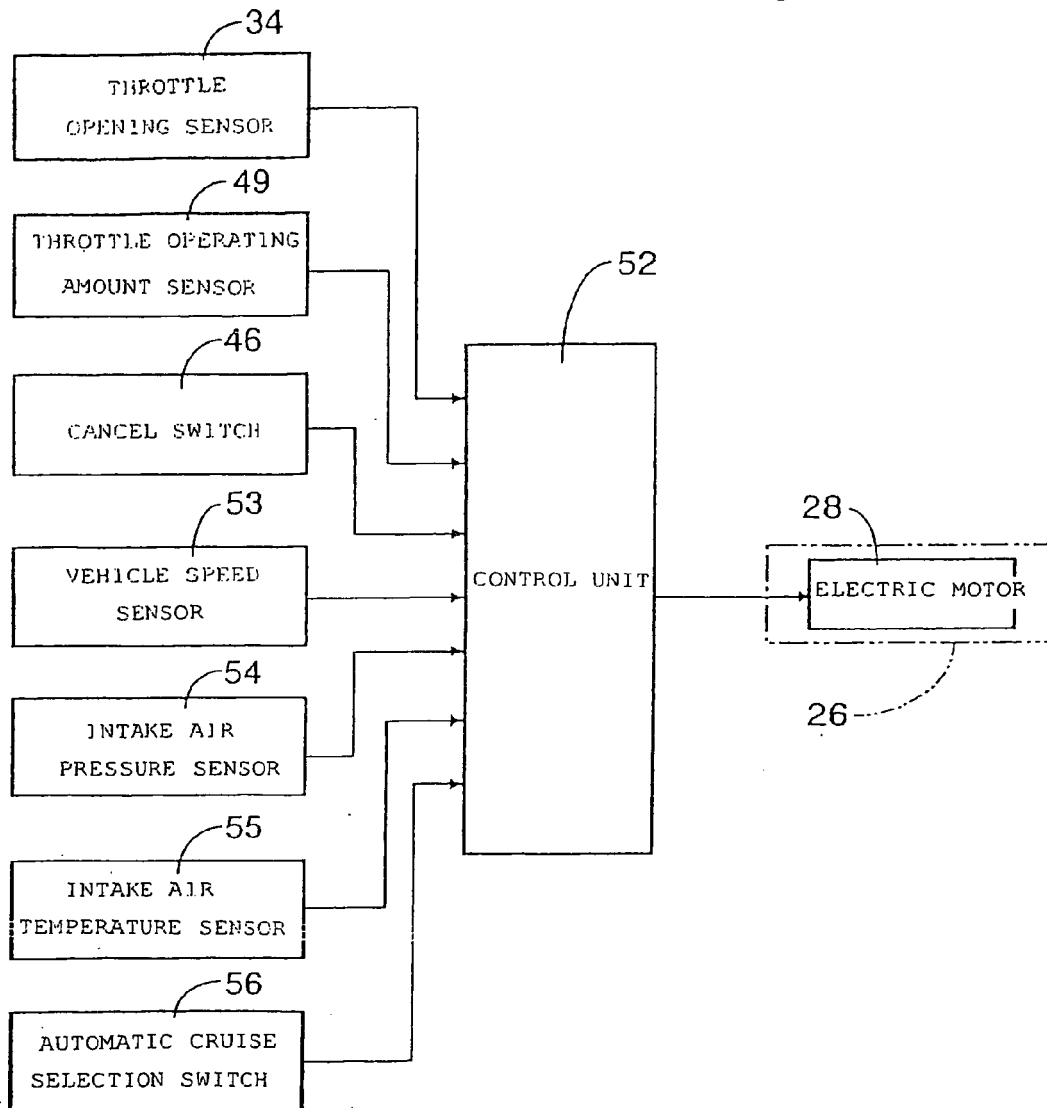 34
THROTTLE
OPENING SENSOR
49
THROTTLE OPERATING
AMOUNT SENSOR
46
CANCEL SWITCH
53
VEHICLE SPEED
SENSOR
54
INTAKE AIR
PRESSURE SENSOR
55
INTAKE AIR
TEMPERATURE SENSOR
56
AUTOMATIC CRUISE
SELECTION SWITCH
52
CONTROL UNIT
28
ELECTRIC MOTOR
26